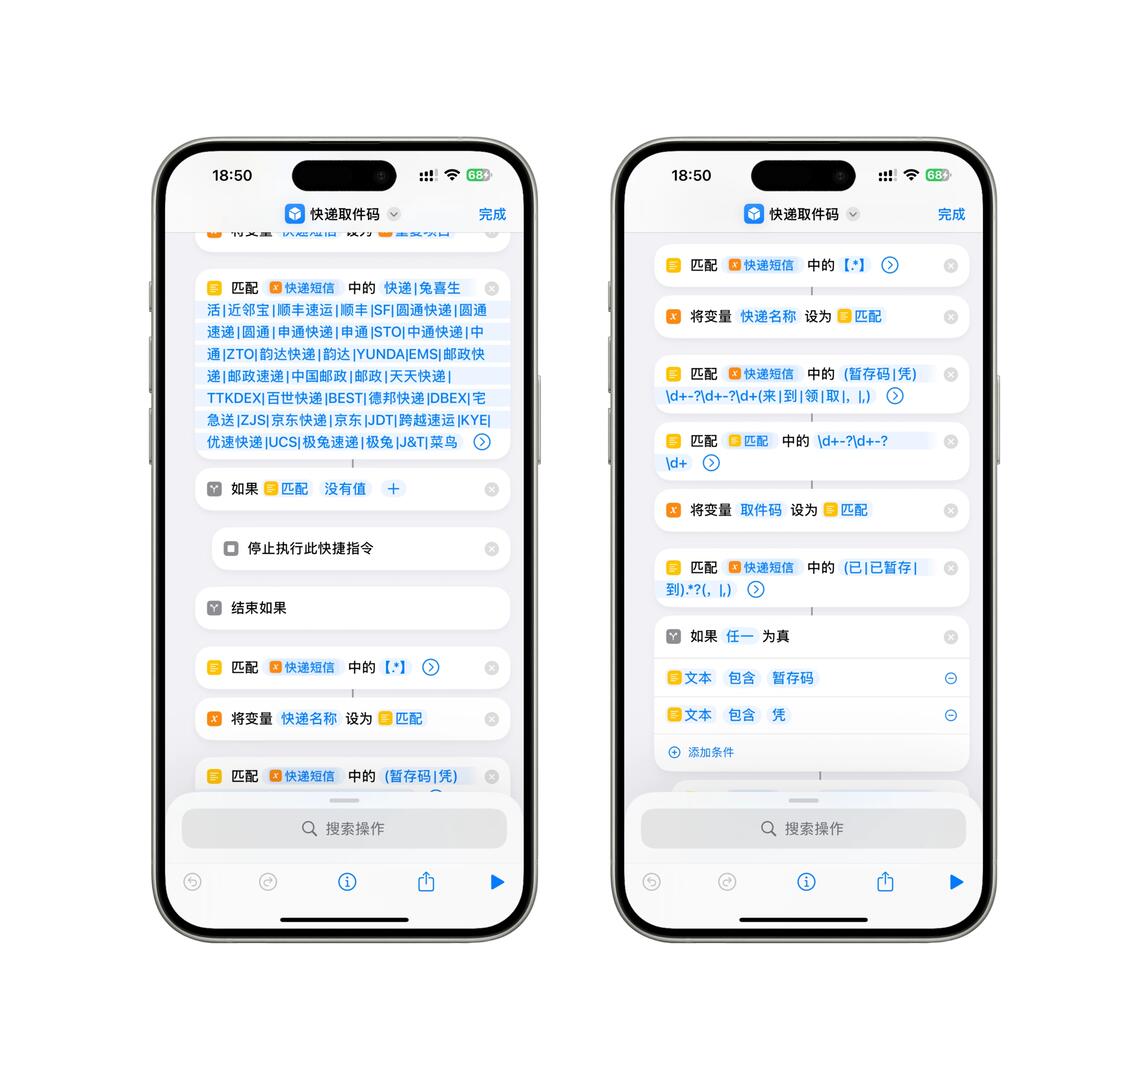 18:50
68
快递取件码
完成
将变量 快递短信 设为 重复项目
匹配 快递短信 中的 快递|兔喜生
活|近邻宝|顺丰速运|顺丰|SF|圆通快递|圆通
速递|圆通|申通快递|申通|STO|中通快递|中
通|ZTO|韵达快递|韵达|YUNDA|EMS|邮政快
递|邮政速递|中国邮政|邮政|天天快递|
TTKDEX|百世快递|BEST|德邦快递|DBEX|宅
急送|ZJS|京东快递|京东|JDT|跨越速运|KYE|
优速快递|UCS|极兔速递|极兔|J&T|菜鸟
如果 匹配 没有值
停止执行此快捷指令
结束如果
匹配 快递短信 中的 【.*】
将变量 快递名称 设为 匹配
匹配 快递短信 中的 (暂存码|凭)
搜索操作
18:50
68
快递取件码
完成
匹配 快递短信 中的 【.*】
将变量 快递名称 设为 匹配
匹配 快递短信 中的 (暂存码|凭)
\d+-?\d+-?\d+(来|到|领|取|，|,)
匹配 匹配 中的 \d+-?\d+-?
\d+
将变量 取件码 设为 匹配
匹配 快递短信 中的 (已|已暂存|
到).*?(，|,)
如果 任一 为真
文本 包含 暂存码
文本 包含 凭
添加条件
搜索操作